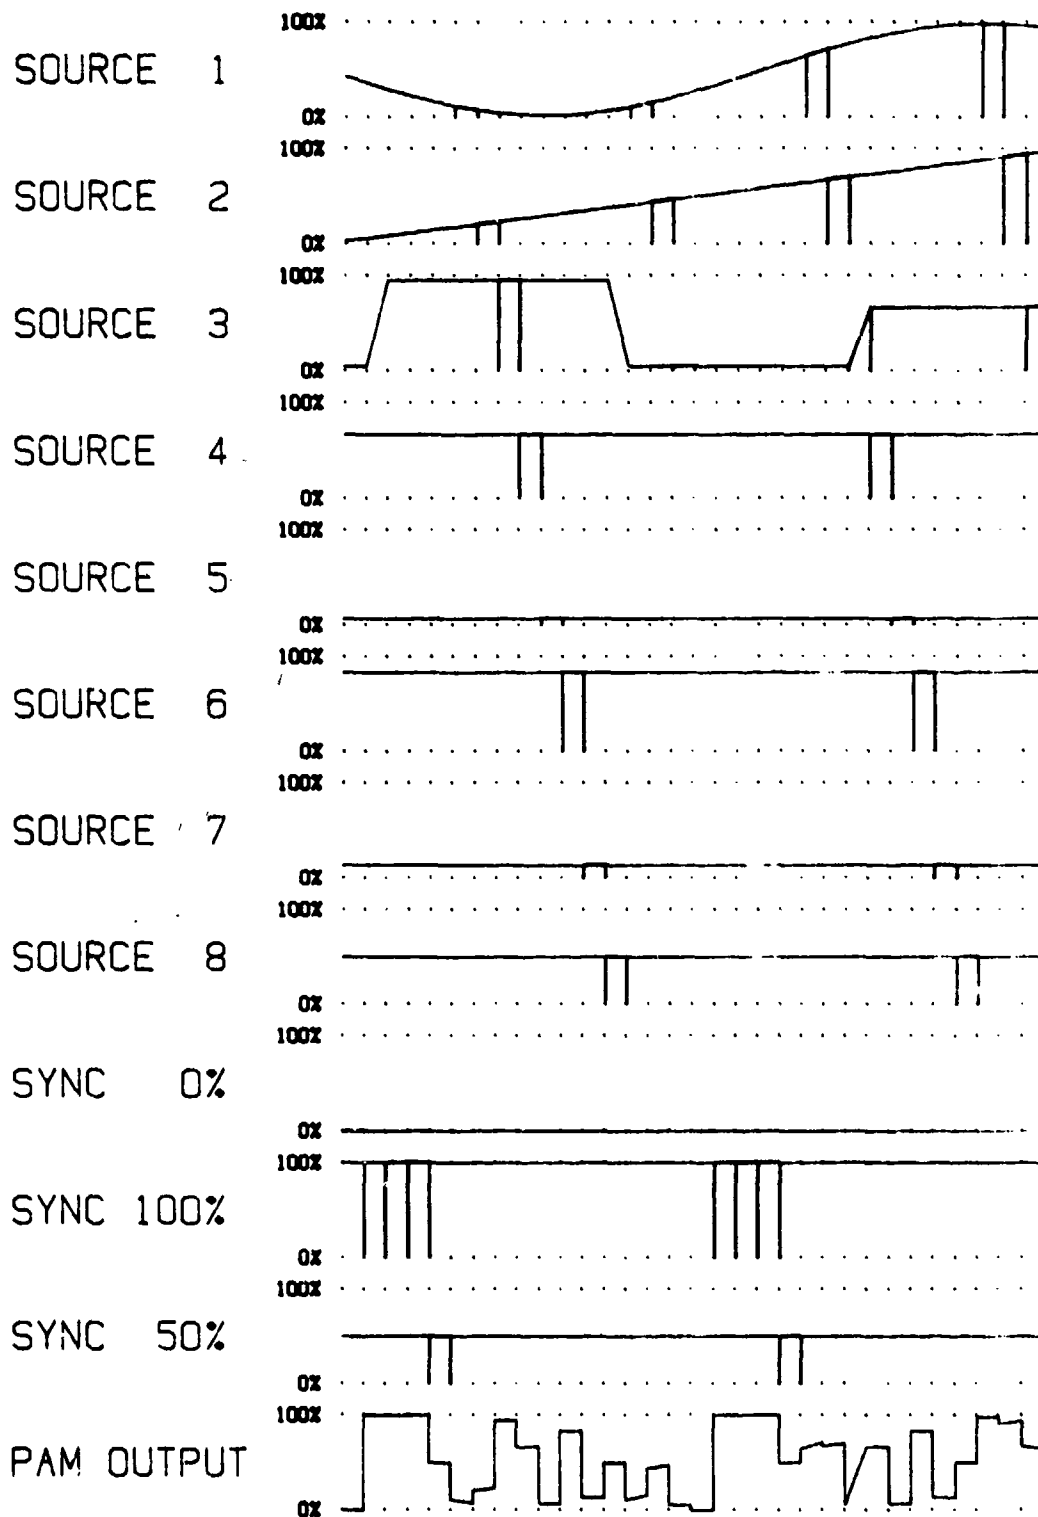 100%
SOURCE 1
0%
100%
SOURCE 2
0%
100%
SOURCE 3
0%
100%
SOURCE 4
0%
100%
SOURCE 5
0%
100%
SOURCE 6
0%
100%
SOURCE 7
0%
100%
SOURCE 8
0%
100%
SYNC 0%
0%
100%
SYNC 100%
0%
100%
SYNC 50%
0%
100%
PAM OUTPUT
0%